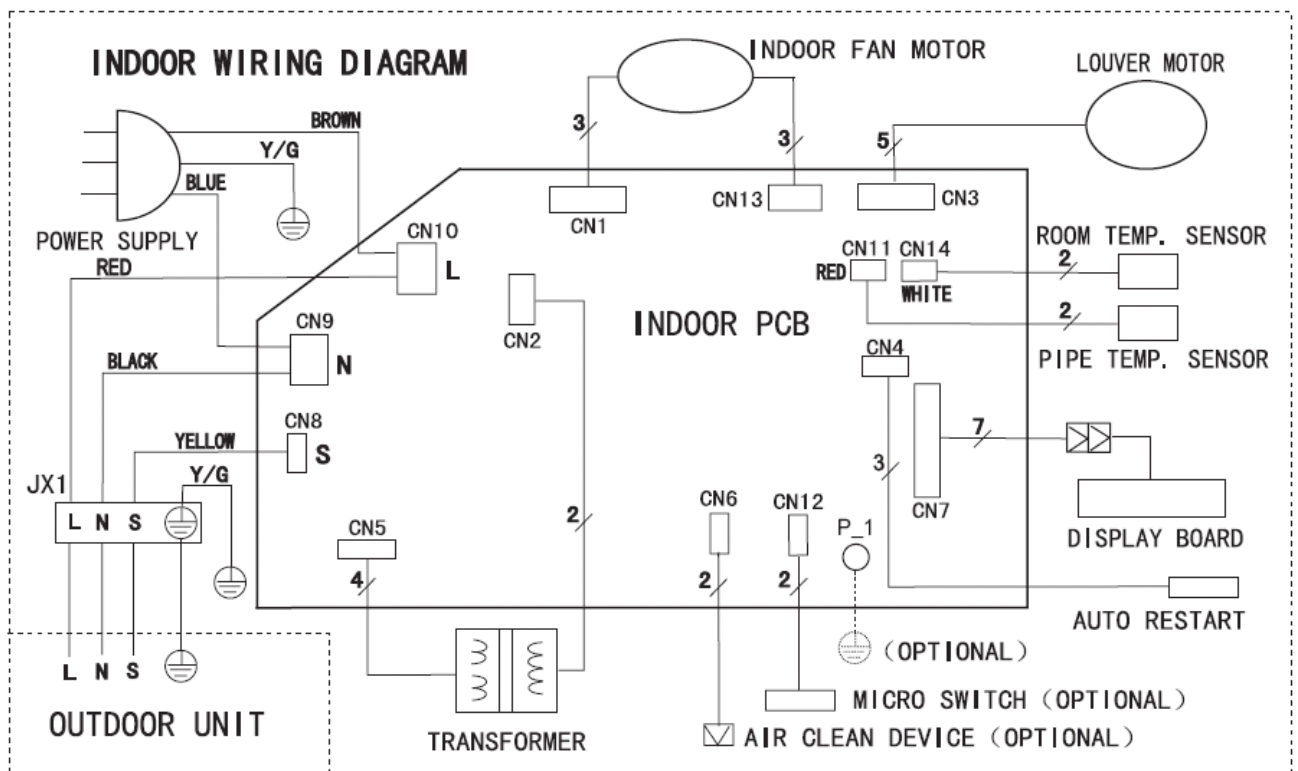 INDOOR WIRING DIAGRAM
INDOOR FAN MOTOR
LOUVER MOTOR
BROWN
Y/G
BLUE
3
3
5
POWER SUPPLY
CN1
CN13
CN3
CN10
L
RED
CN2
CN11
CN14
RED
WHITE
2
ROOM TEMP. SENSOR
INDOOR PCB
2
PIPE TEMP. SENSOR
CN9
N
BLACK
CN4
CN8
S
YELLOW
Y/G
JX1
L N S
7
3
CN7
DISPLAY BOARD
CN5
4
2
CN6
2
CN12
2
P_1
AUTO RESTART
(OPTIONAL)
MICRO SWITCH (OPTIONAL)
AIR CLEAN DEVICE (OPTIONAL)
TRANSFORMER
L N S
OUTDOOR UNIT